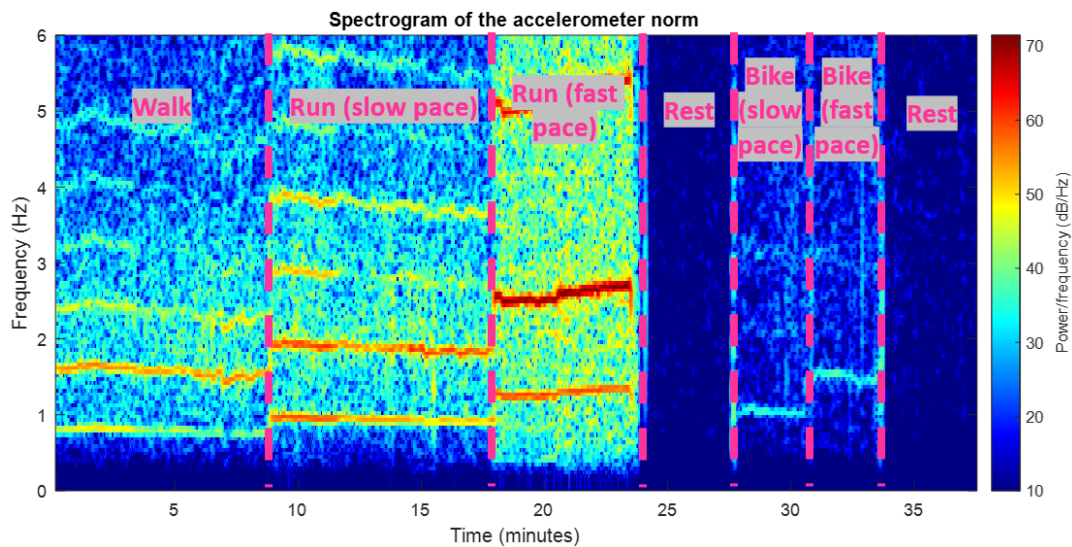 Spectrogram of the accelerometer norm
6
5
4
3
2
1
0
Frequency (Hz)
Walk
Run (slow pace)
Run (fast
pace)
Rest
Bike
(slow
pace)
Bike
(fast
pace)
Rest
5
10
15
20
25
30
35
Time (minutes)
70
60
50
40
30
20
10
Power/frequency (dB/Hz)